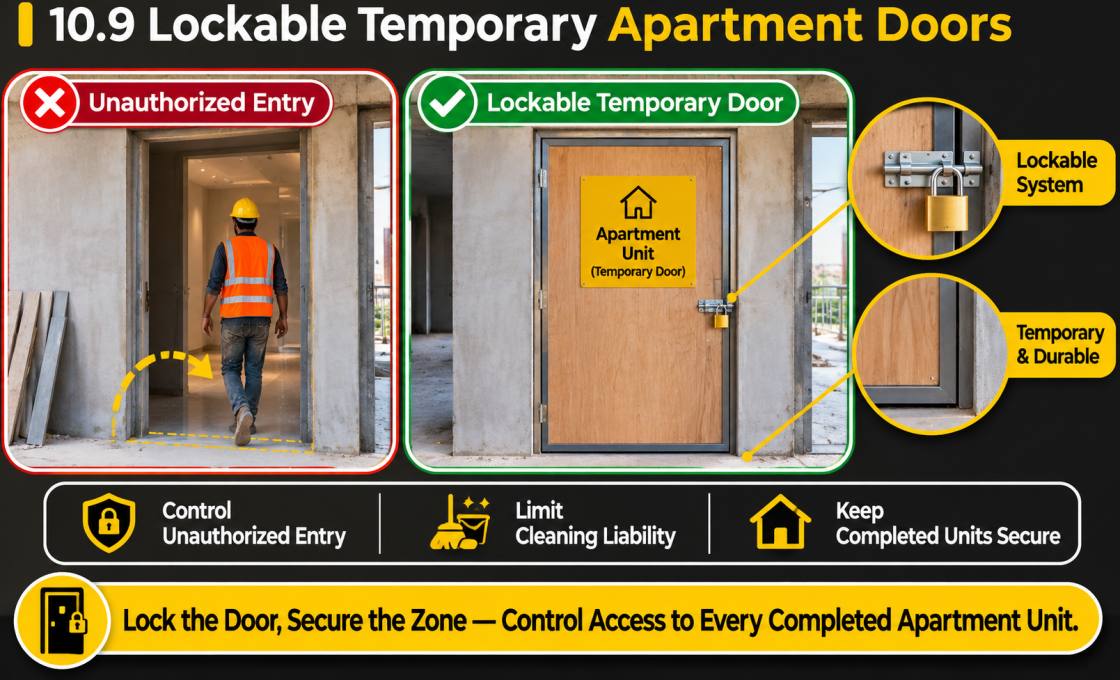 10.9 Lockable Temporary Apartment Doors
Unauthorized Entry
Lockable Temporary Door
Apartment
Unit
(Temporary Door)
Lockable
System
Temporary
& Durable
Control
Unauthorized Entry
Limit
Cleaning Liability
Keep
Completed Units Secure
Lock the Door, Secure the Zone — Control Access to Every Completed Apartment Unit.